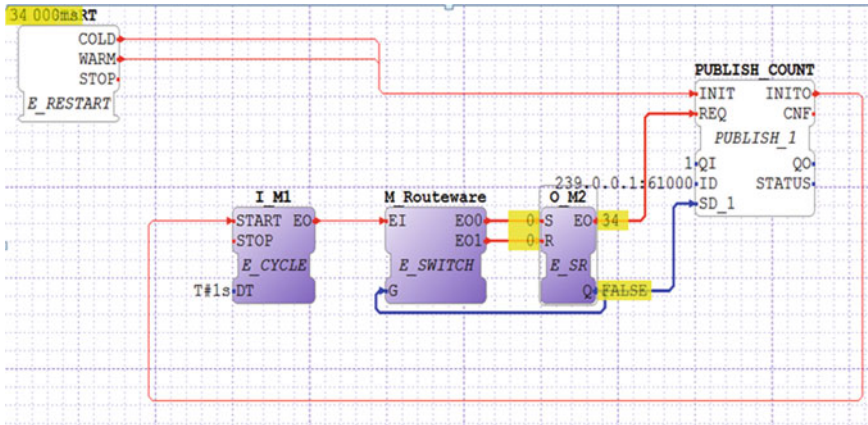 34 000msRT
COLD
WARM
STOP
E_RESTART
PUBLISH_COUNT
INIT INITO
REQ CNF
PUBLISH_1
1 QI QO
239.0.0.1:61000 ID STATUS
SD_1
I_M1
START EO
STOP
E_CYCLE
T#1s DT
M_Routeware
EI EO0
EO1
E_SWITCH
G
O_M2
0 S EO 34
0 R
E_SR
Q FALSE